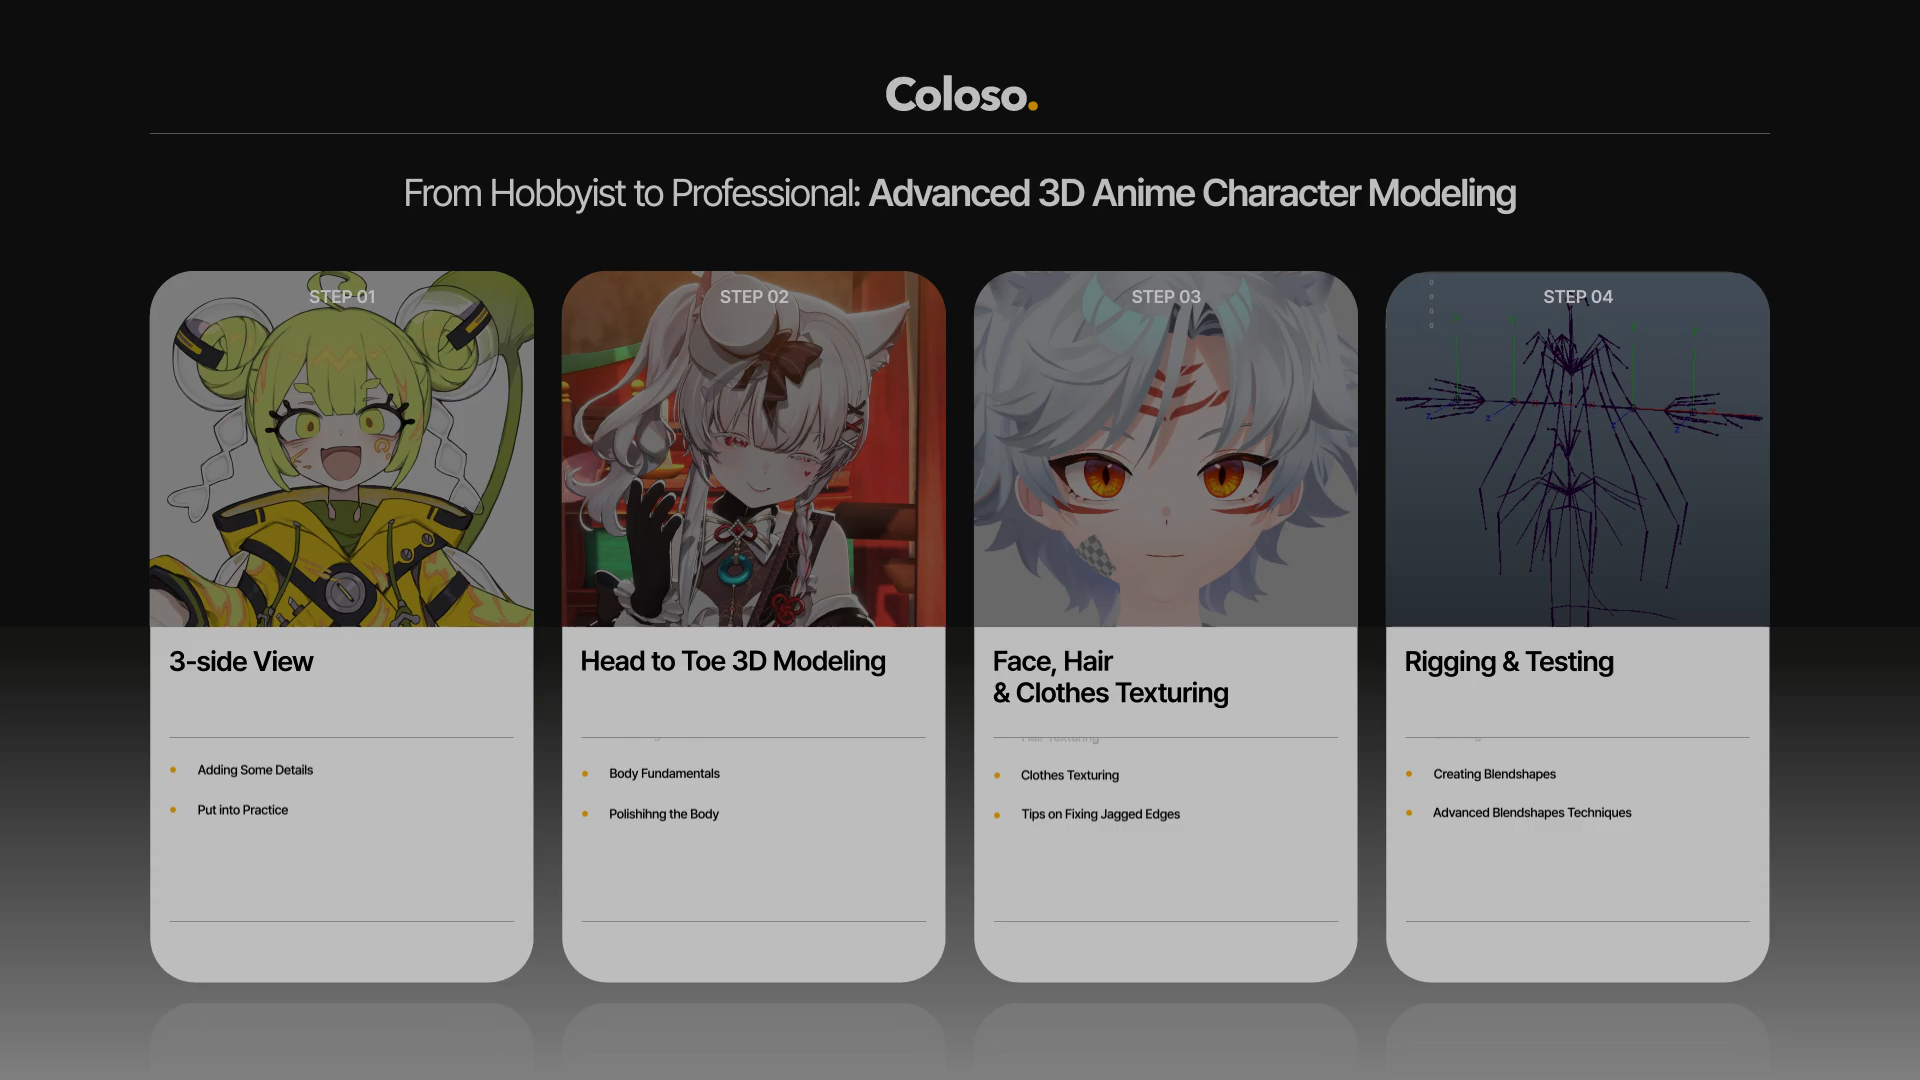 Coloso.
From Hobbyist to Professional: Advanced 3D Anime Character Modeling
STEP 01
3-side View
Adding Some Details
Put into Practice
STEP 02
Head to Toe 3D Modeling
Body Fundamentals
Polishihng the Body
STEP 03
Face, Hair
& Clothes Texturing
Hair Texturing
Clothes Texturing
Tips on Fixing Jagged Edges
STEP 04
Rigging & Testing
Creating Blendshapes
Advanced Blendshapes Techniques